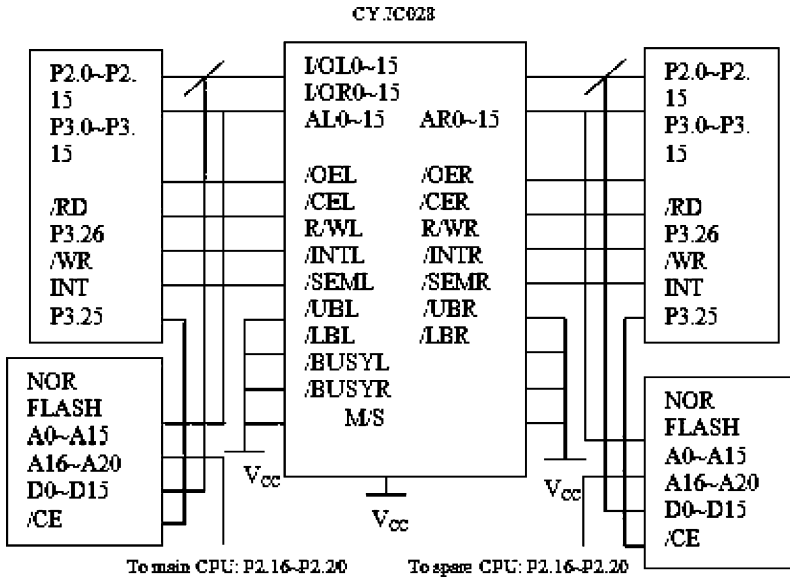 CY7C028
P2.0~P2.
15
P3.0~P3.
15
/RD
P3.26
/WR
INT
P3.25
I/OL0~15
I/OR0~15
AL0~15 AR0~15
/OEL /OER
/CEL /CER
R/WL R/WR
/INTL /INTR
/SEML /SEMR
/UBL /UBR
/LBL /LBR
/BUSYL
/BUSYR
M/S
P2.0~P2.
15
P3.0~P3.
15
/RD
P3.26
/WR
INT
P3.25
NOR
FLASH
A0~A15
A16~A20
D0~D15
/CE
VCC
VCC
VCC
NOR
FLASH
A0~A15
A16~A20
D0~D15
/CE
To main CPU: P2.16~P2.20
To spare CPU: P2.16~P2.20